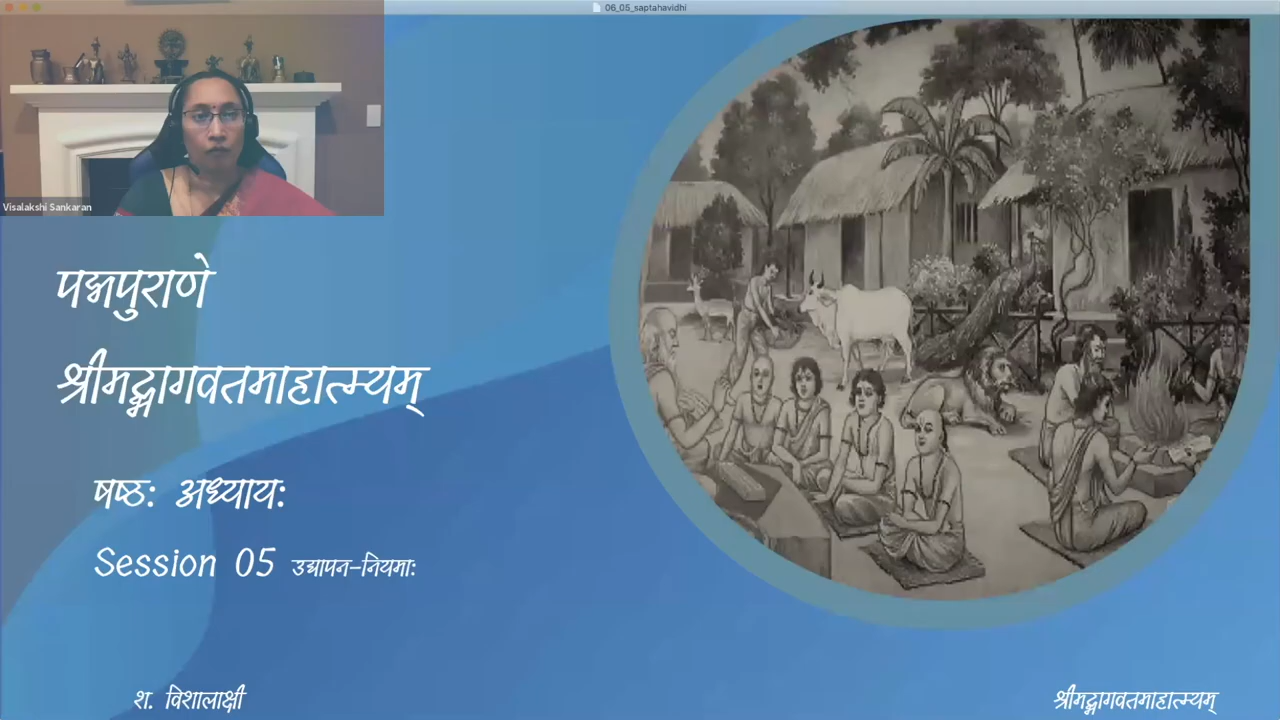 06_05_saptahavidhi
Visalakshi Sankaran
पद्मपुराणे
श्रीमद्भागवतमाहात्म्यम्
षष्ठः अध्यायः
Session 05 उद्यापन-नियमाः
श. विशालाक्षी
श्रीमद्भागवतमाहात्म्यम्